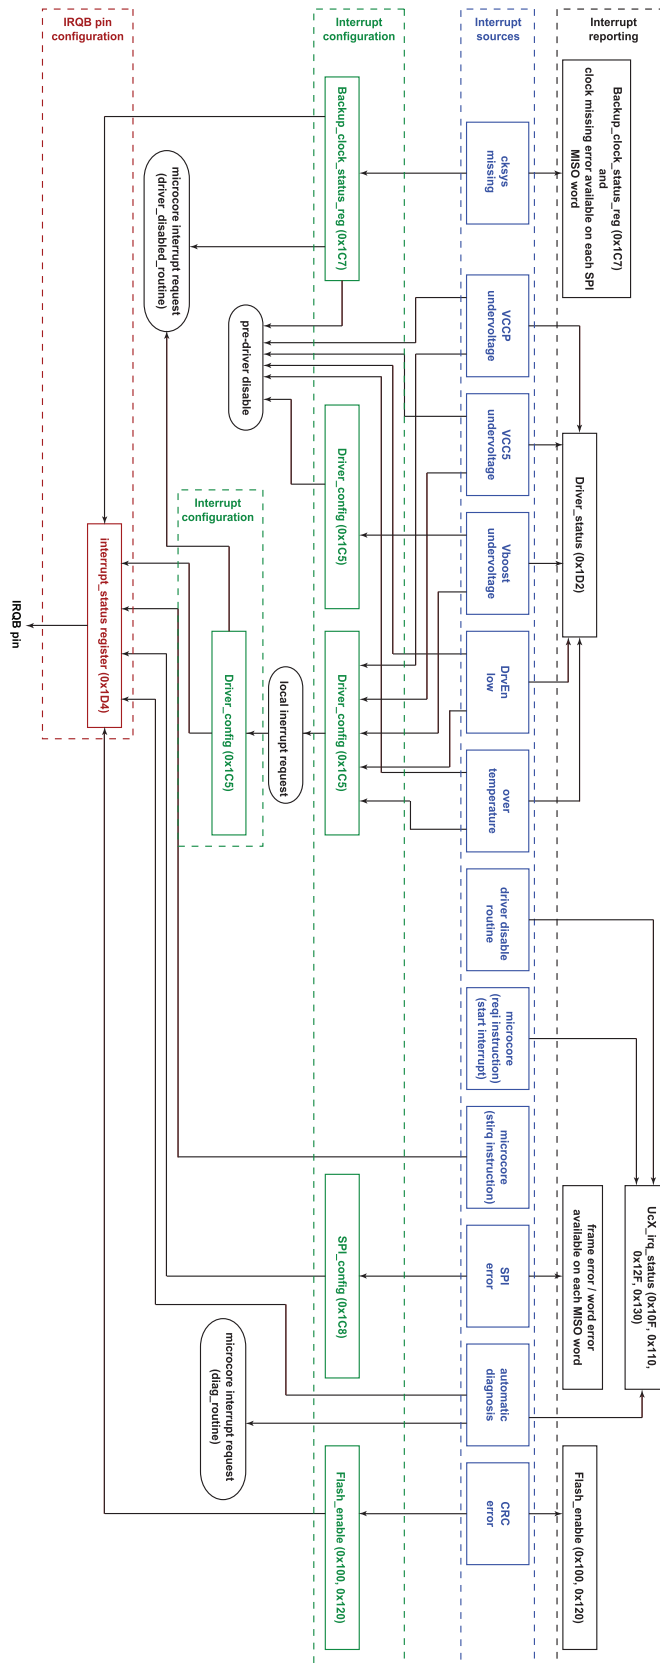 Interrupt
reporting
Backup_clock_status_reg (0x1C7)
and
clock missing error available on each SPI
MISO word
Driver_status (0x1D2)
UcX_irq_status (0x10F, 0x110,
0x12F, 0x130)
frame error / word error
available on each MISO word
Flash_enable (0x100, 0x120)
Interrupt
sources
cksys
missing
VCCP
undervoltage
VCC5
undervoltage
Vboost
undervoltage
DrvEn
low
over
temperature
driver disable
routine
microcore
(reqi instruction)
(start interrupt)
microcore
(stirq instruction)
SPI
error
automatic
diagnosis
CRC
error
Interrupt
configuration
Backup_clock_status_reg (0x1C7)
Driver_config (0x1C5)
Driver_config (0x1C5)
SPI_config (0x1C8)
Flash_enable (0x100, 0x120)
pre-driver disable
local inerrupt request
Interrupt
configuration
Driver_config (0x1C5)
microcore interrupt request
(driver_disabled_routine)
microcore interrupt request
(diag_routine)
IRQB pin
configuration
interrupt_status register (0x1D4)
IRQB pin